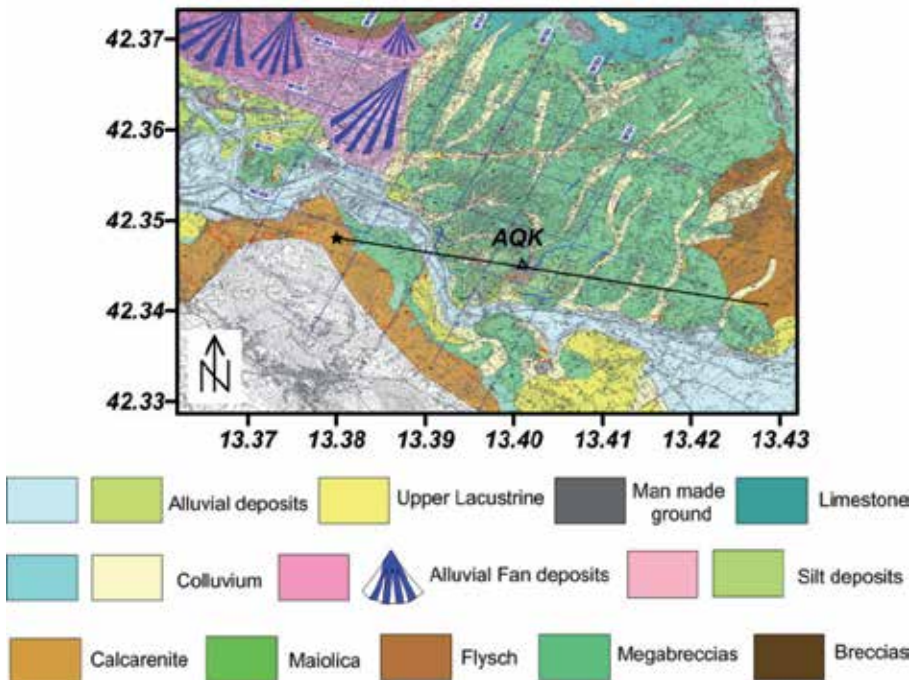 42.37
42.36
42.35
42.34
42.33
AQK
N
13.37 13.38 13.39 13.40 13.41 13.42 13.43
Alluvial deposits Upper Lacustrine Man made ground Limestone
Colluvium Alluvial Fan deposits Silt deposits
Calcarenite Maiolica Flysch Megabreccias Breccias